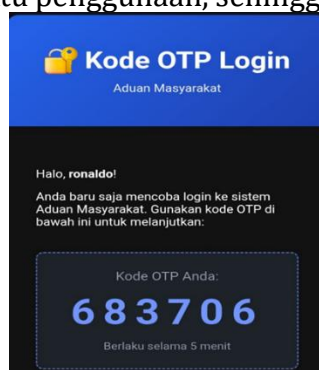 penggunaan,
Kode OTP Login
Aduan Masyarakat
Halo, ronaldo!
Anda baru saja mencoba login ke sistem
Aduan Masyarakat. Gunakan kode OTP di
bawah ini untuk melanjutkan:
Kode OTP Anda:
683706
Berlaku selama 5 menit